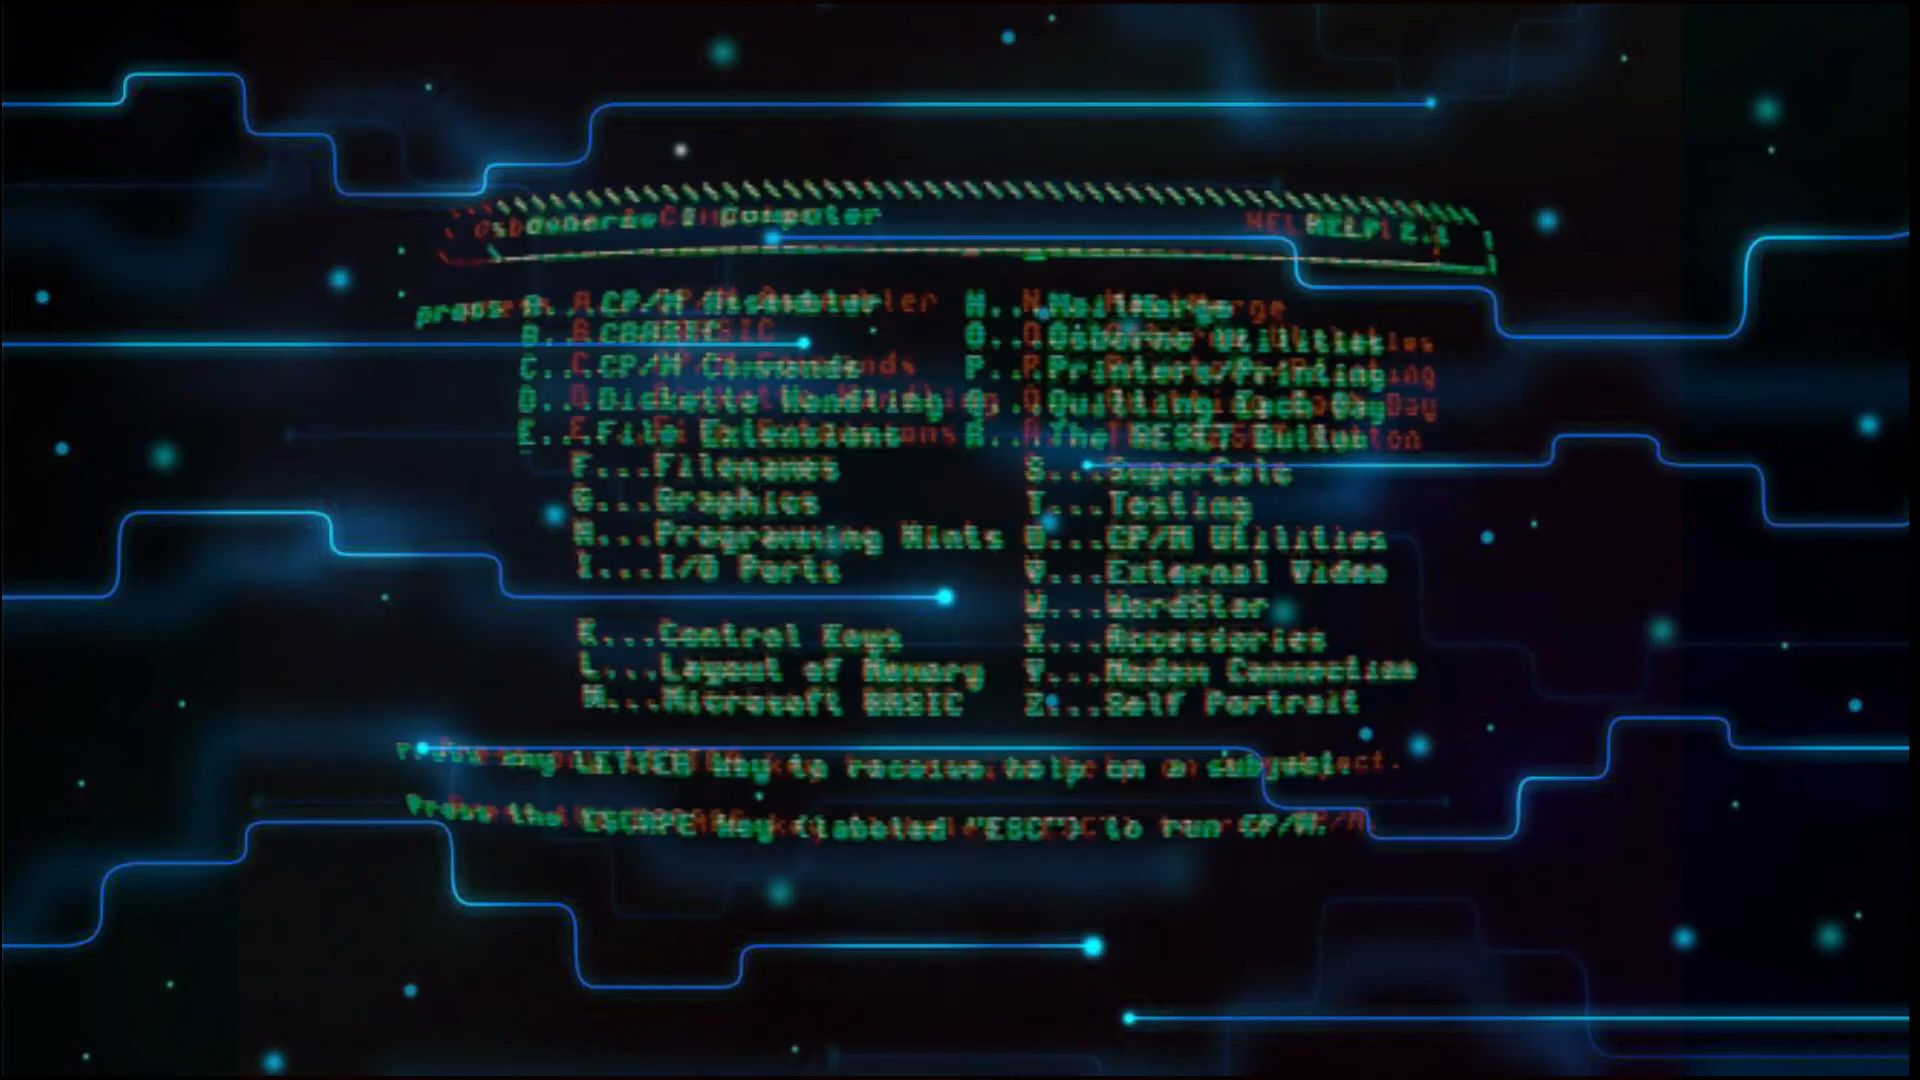 Osborne Computer HELP! 2.1
press A...CP/M Assembler
B...CBASIC
C...CP/M Commands
D...Diskette Handling
E...File Extentions
F...Filenames
G...Graphics
H...Programming Hints
I...I/O Ports
K...Control Keys
L...Layout of Memory
M...Microsoft BASIC
N...MailMerge
O...Osborne Utilities
P...Printers/Printing
Q...Quitting Each Day
R...The RESET Button
S...SuperCalc
T...Testing
U...CP/M Utilities
V...External Video
W...WordStar
X...Accessories
Y...Modem Connection
Z...Self Portrait
Press any LETTER key to receive help on a subject.
Press the ESCAPE key (labeled "ESC") to run CP/M.